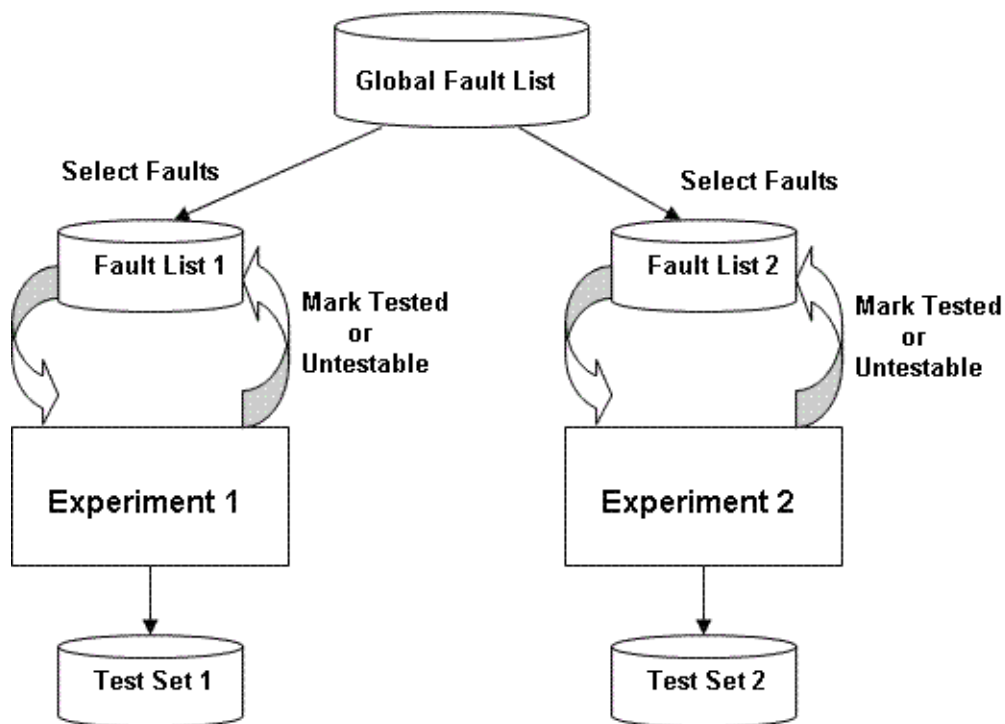 Global Fault List
Select Faults
Select Faults
Fault List 1
Fault List 2
Mark Tested
or
Untestable
Mark Tested
or
Untestable
Experiment 1
Experiment 2
Test Set 1
Test Set 2